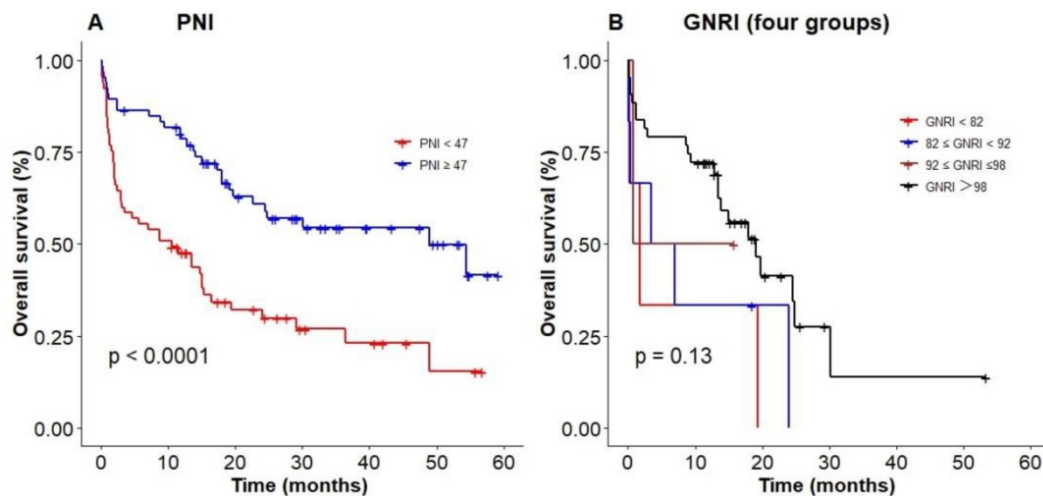 A PNI
Overall survival (%)
1.00
0.75
0.50
0.25
0.00
PNI < 47
PNI ≥ 47
p < 0.0001
0 10 20 30 40 50 60
Time (months)
B GNRI (four groups)
Overall survival (%)
1.00
0.75
0.50
0.25
0.00
GNRI < 82
82 ≤ GNRI < 92
92 ≤ GNRI ≤98
GNRI ＞98
p = 0.13
0 10 20 30 40 50 60
Time (months)